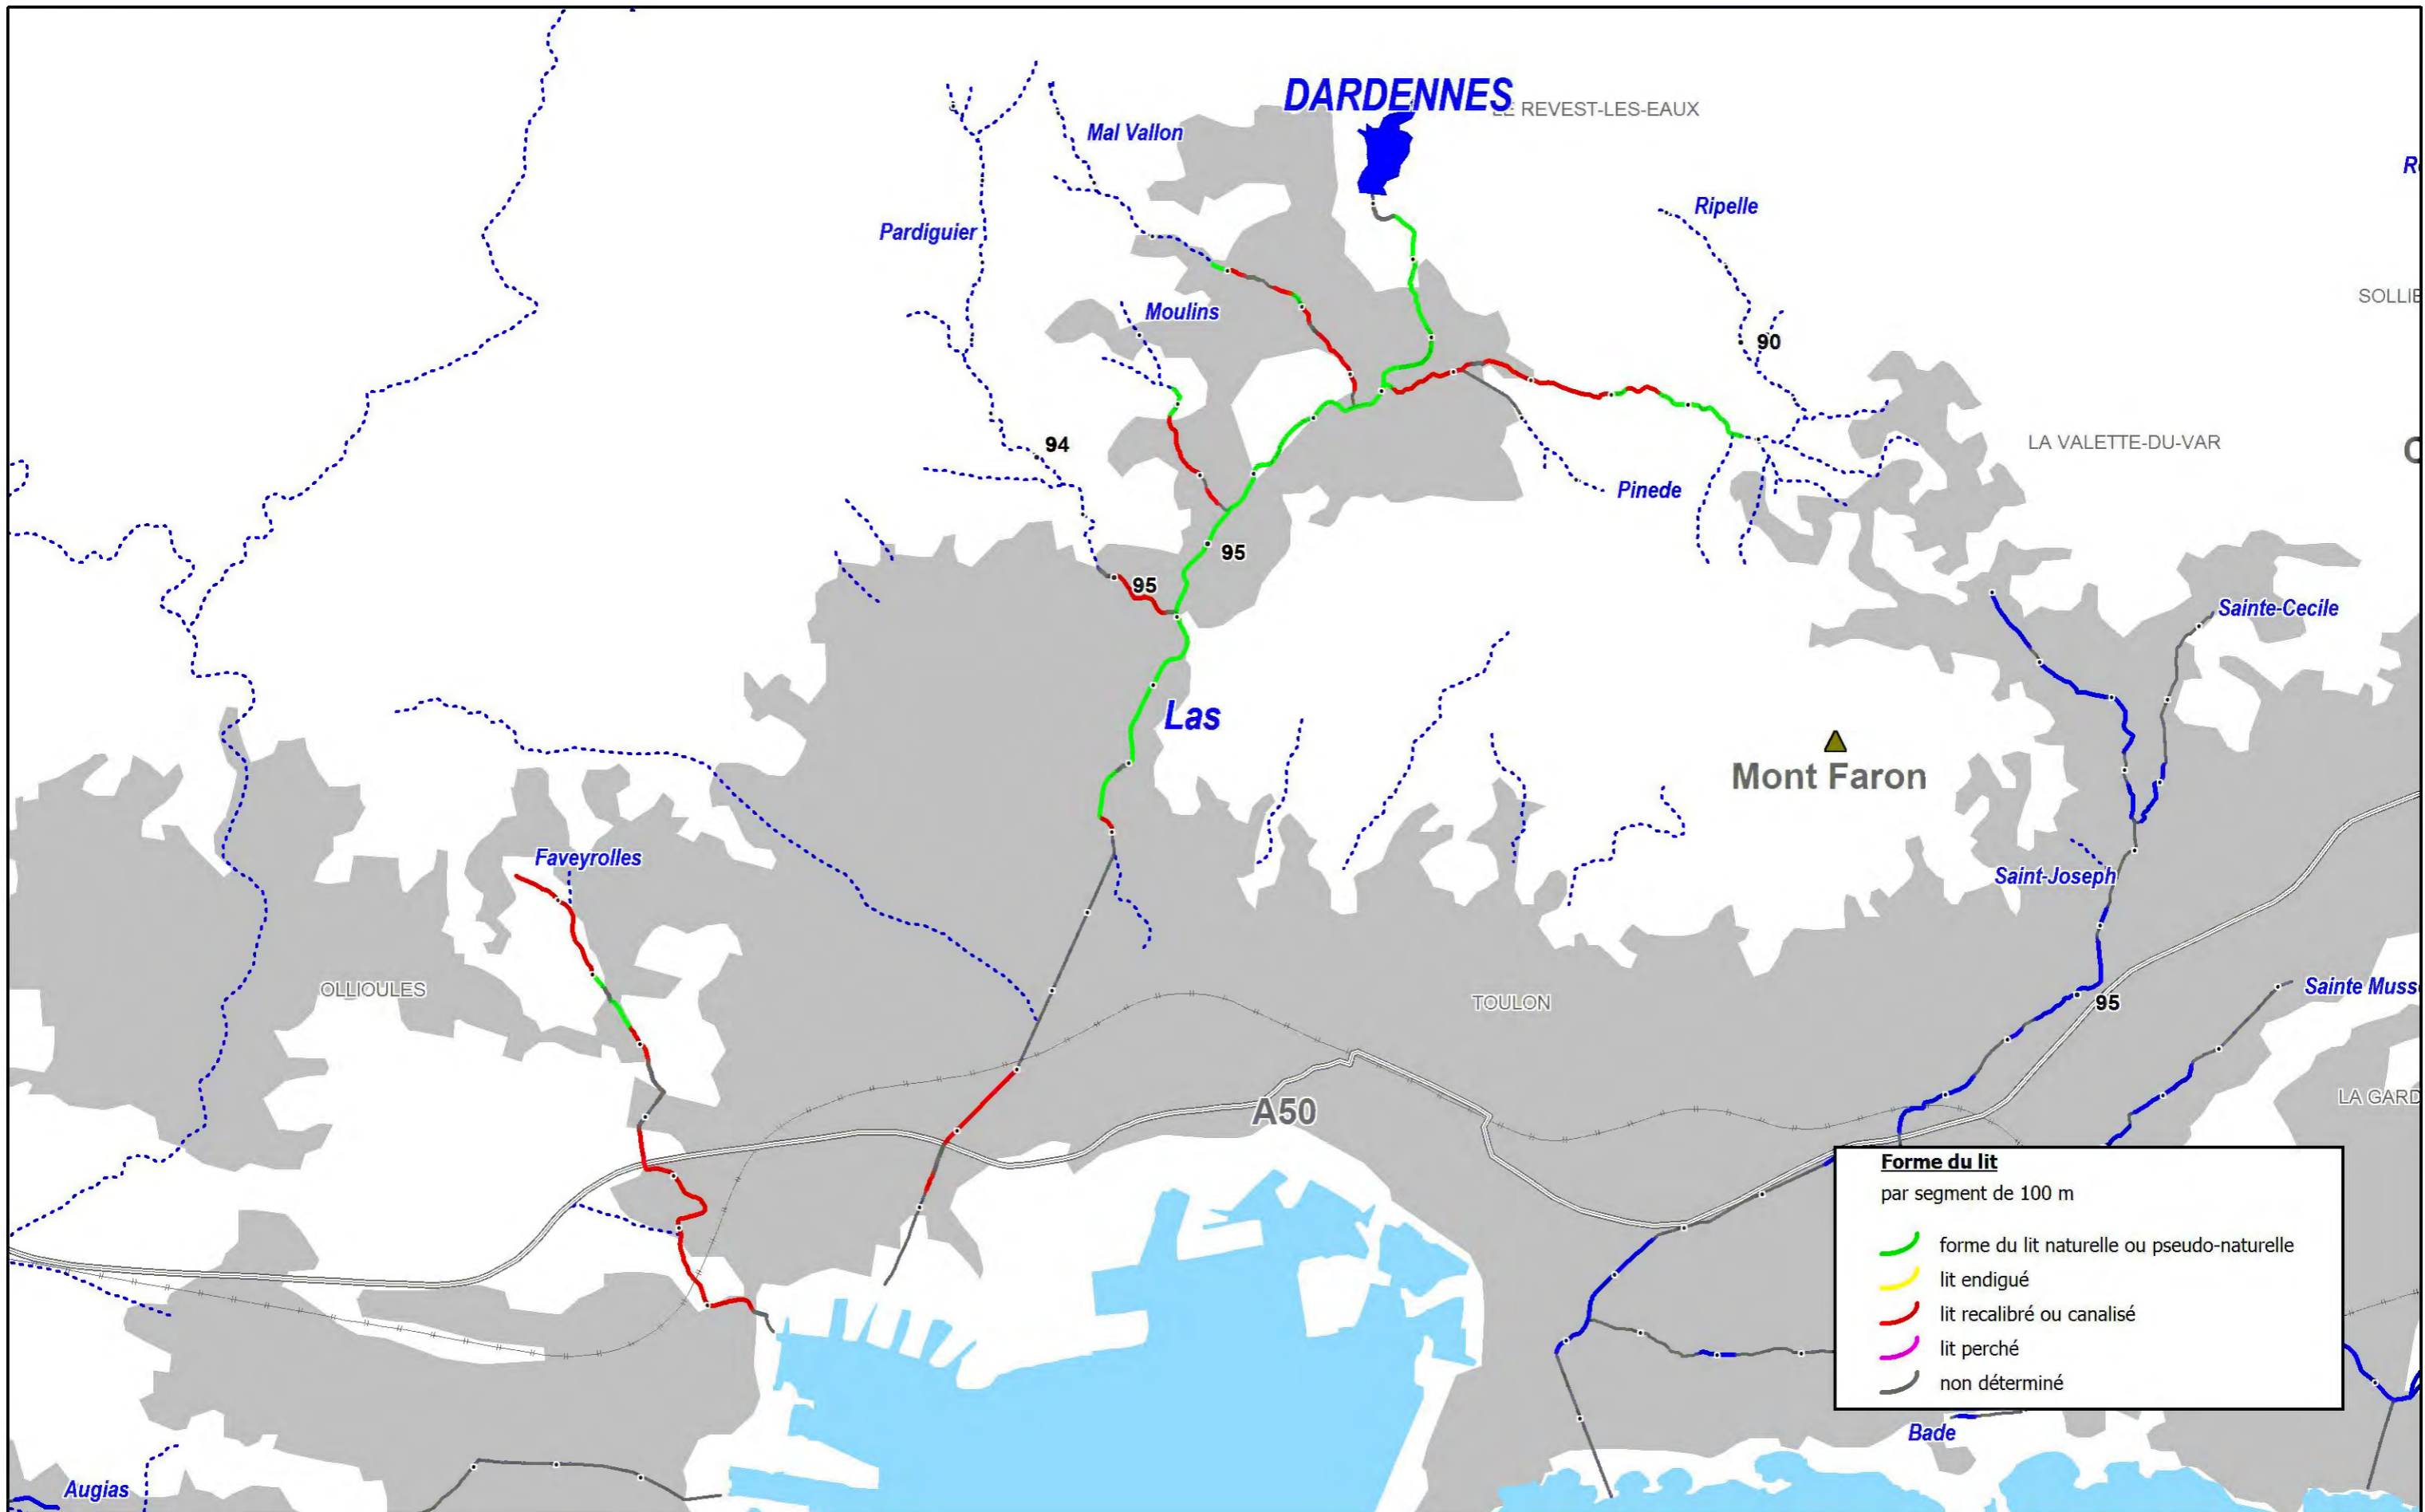 DARDENNES
LE REVEST-LES-EAUX
Mal Vallon
Ripelle
Pardiguier
SOLLIE
Moulins
90
94
LA VALETTE-DU-VAR
Pinede
95
95
Sainte-Cecile
Las
Mont Faron
Faveyrolles
Saint-Joseph
OLLIOULES
TOULON
Sainte Muss
95
LA GARD
A50
Forme du lit
par segment de 100 m
forme du lit naturelle ou pseudo-naturelle
lit endigué
lit recalibré ou canalisé
lit perché
non déterminé
Bade
Augias